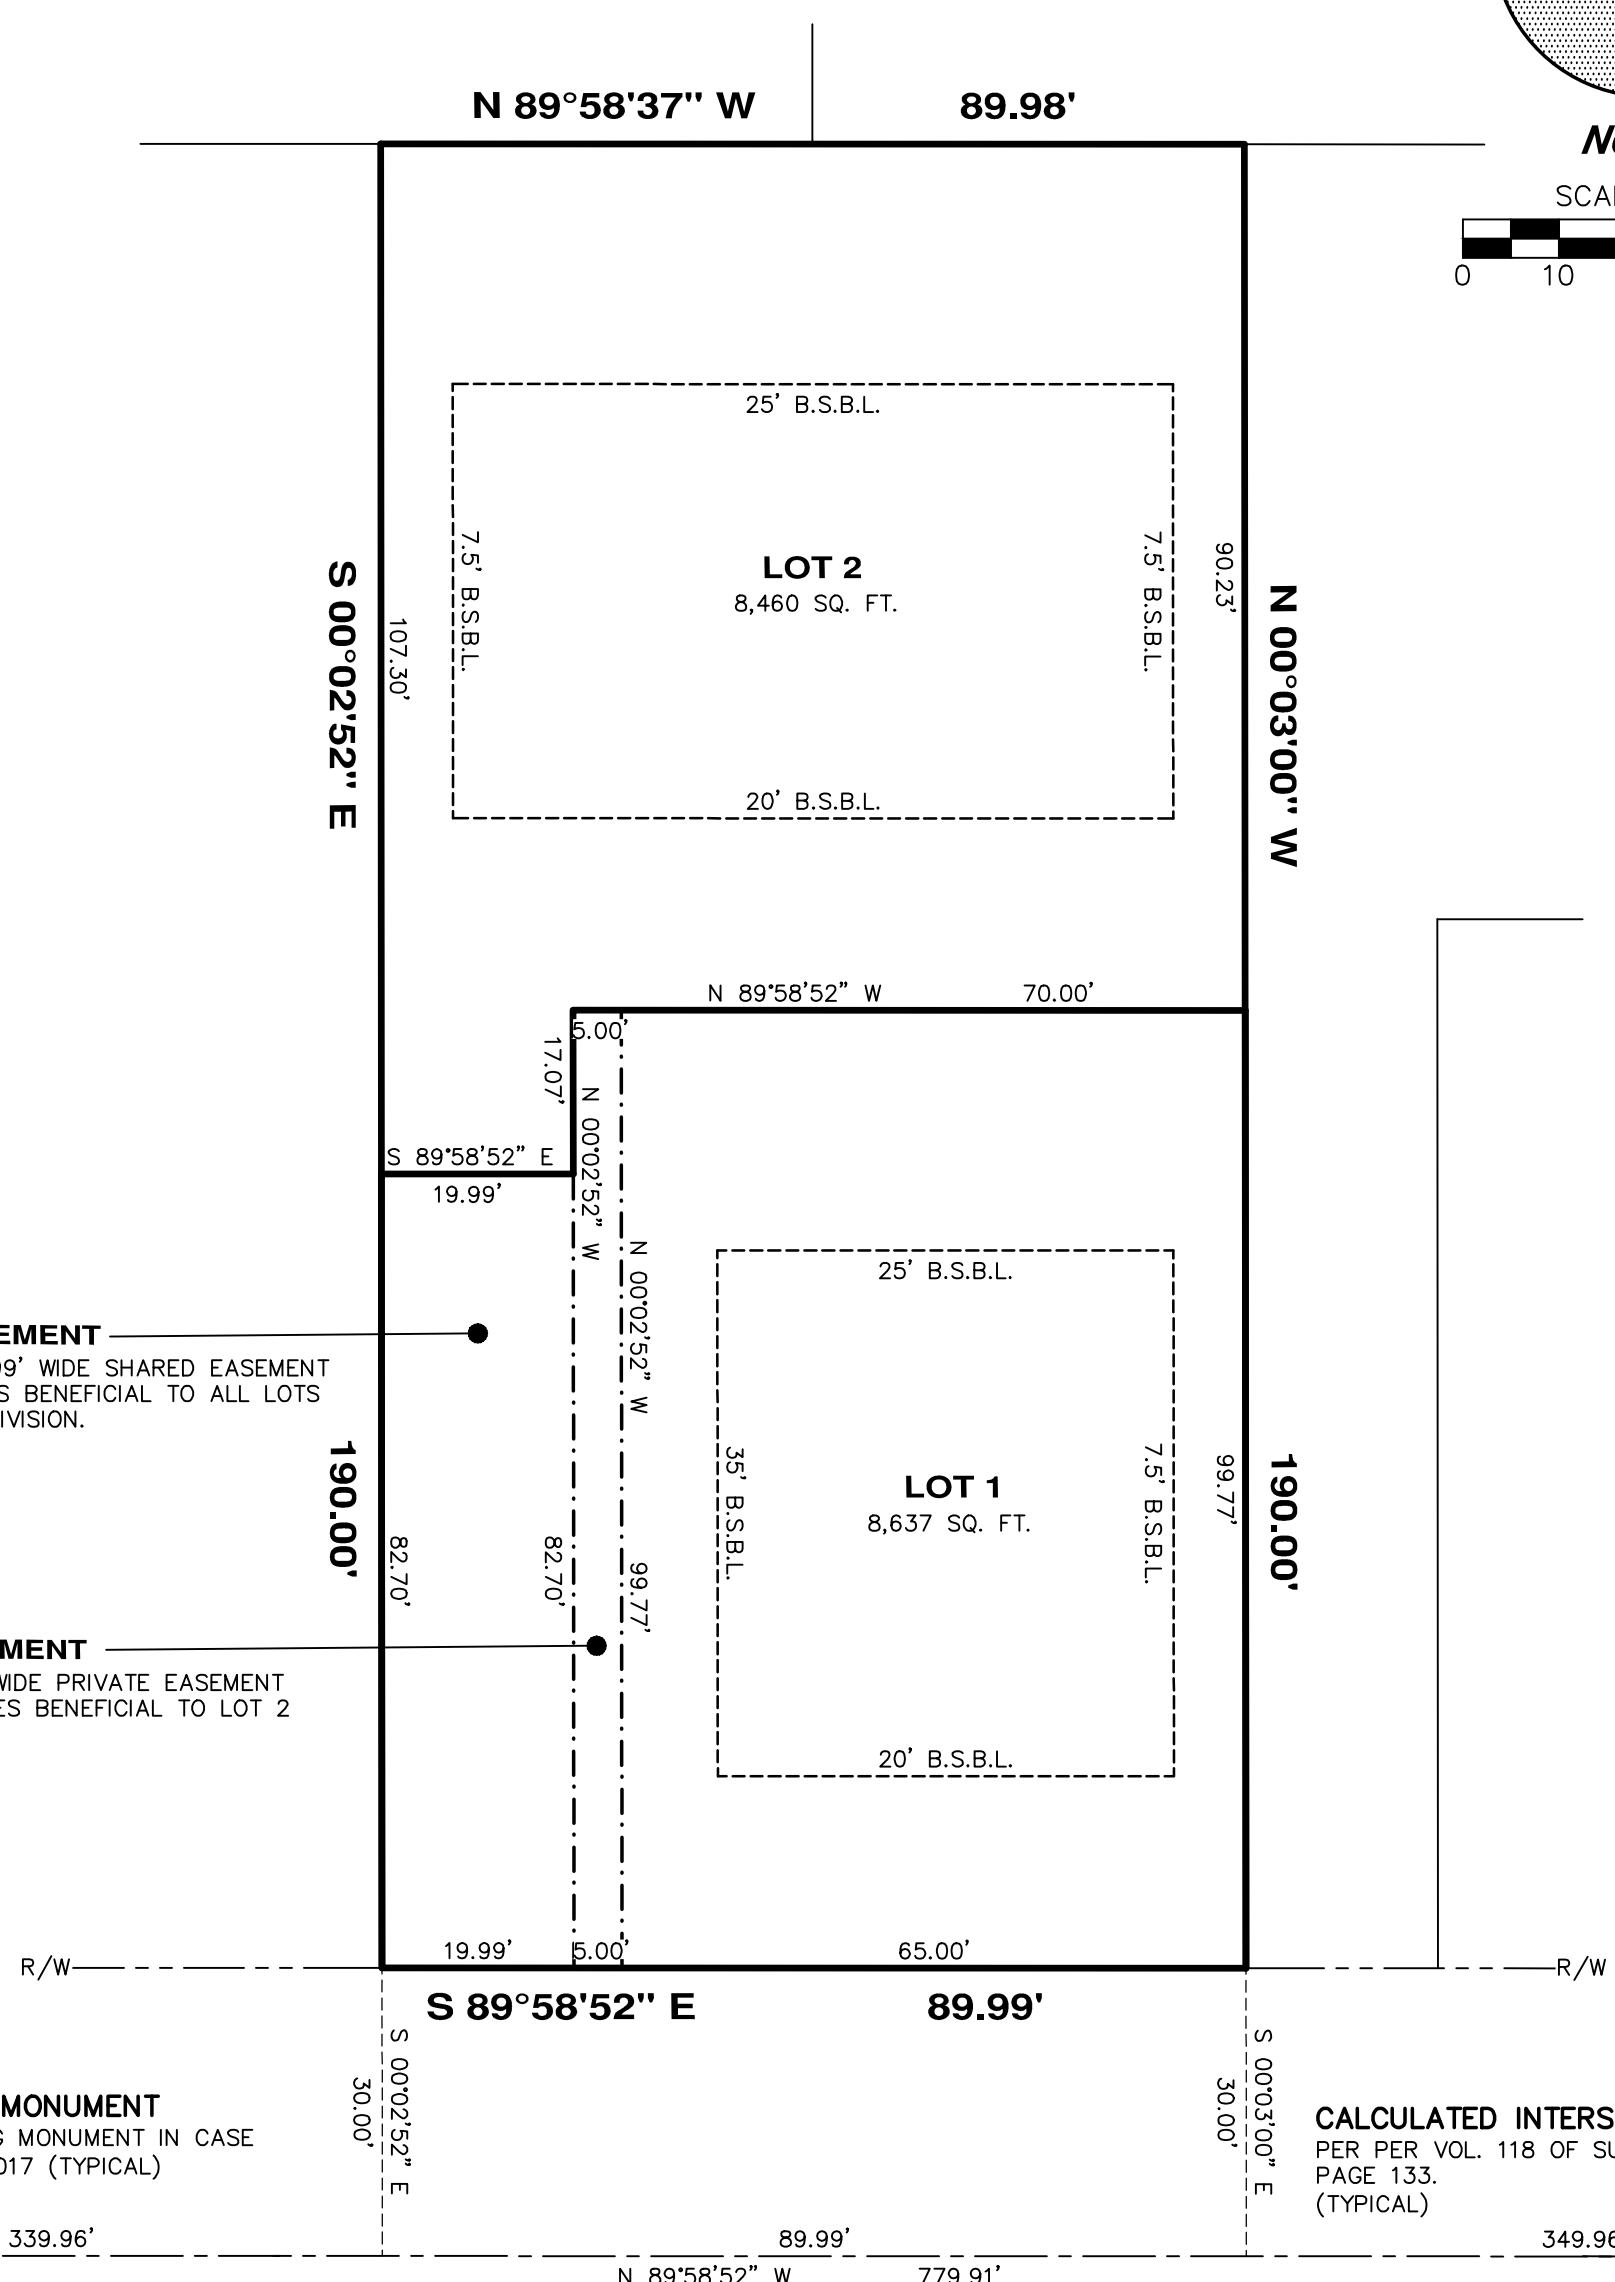 N 89°58'37" W 89.98'
SCAL
0 10
25' B.S.B.L.
7.5' B.S.B.L.
LOT 2
8,460 SQ. FT.
7.5' B.S.B.L.
90.23'
S 00°02'52" E
107.30'
N 00°03'00" W
20' B.S.B.L.
N 89°58'52" W 70.00'
5.00'
17.07'
N 00°02'52" W
S 89°58'52" E
19.99'
N 00°02'52" W
25' B.S.B.L.
EMENT
99' WIDE SHARED EASEMENT
S BENEFICIAL TO ALL LOTS
IVISION.
190.00'
82.70'
82.70'
99.77'
35' B.S.B.L.
LOT 1
8,637 SQ. FT.
7.5' B.S.B.L.
99.77'
190.00'
MENT
WIDE PRIVATE EASEMENT
ES BENEFICIAL TO LOT 2
20' B.S.B.L.
19.99' 5.00' 65.00'
R/W
R/W
S 89°58'52" E 89.99'
S 00°02'52" E
30.00'
S 00°03'00" E
30.00'
MONUMENT
G MONUMENT IN CASE
017 (TYPICAL)
CALCULATED INTERS
PER PER VOL. 118 OF SU
PAGE 133.
(TYPICAL)
339.96' 89.99' 349.96
N 89°58'52" W 779.91'